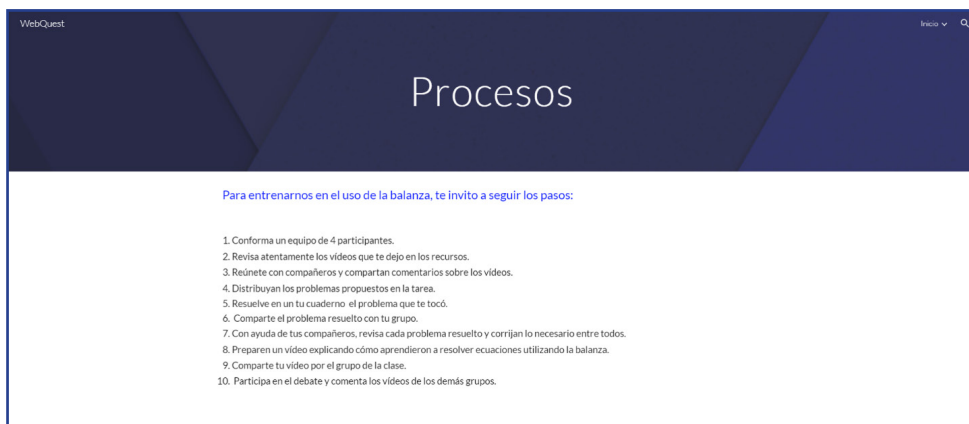 WebQuest
Inicio
Procesos
Para entrenarnos en el uso de la balanza, te invito a seguir los pasos:
1. Conforma un equipo de 4 participantes.
2. Revisa atentamente los vídeos que te dejo en los recursos.
3. Reúnete con compañeros y compartan comentarios sobre los vídeos.
4. Distribuyan los problemas propuestos en la tarea.
5. Resuelve en un tu cuaderno el problema que te tocó.
6. Comparte el problema resuelto con tu grupo.
7. Con ayuda de tus compañeros, revisa cada problema resuelto y corrijan lo necesario entre todos.
8. Preparen un vídeo explicando cómo aprendieron a resolver ecuaciones utilizando la balanza.
9. Comparte tu vídeo por el grupo de la clase.
10. Participa en el debate y comenta los vídeos de los demás grupos.